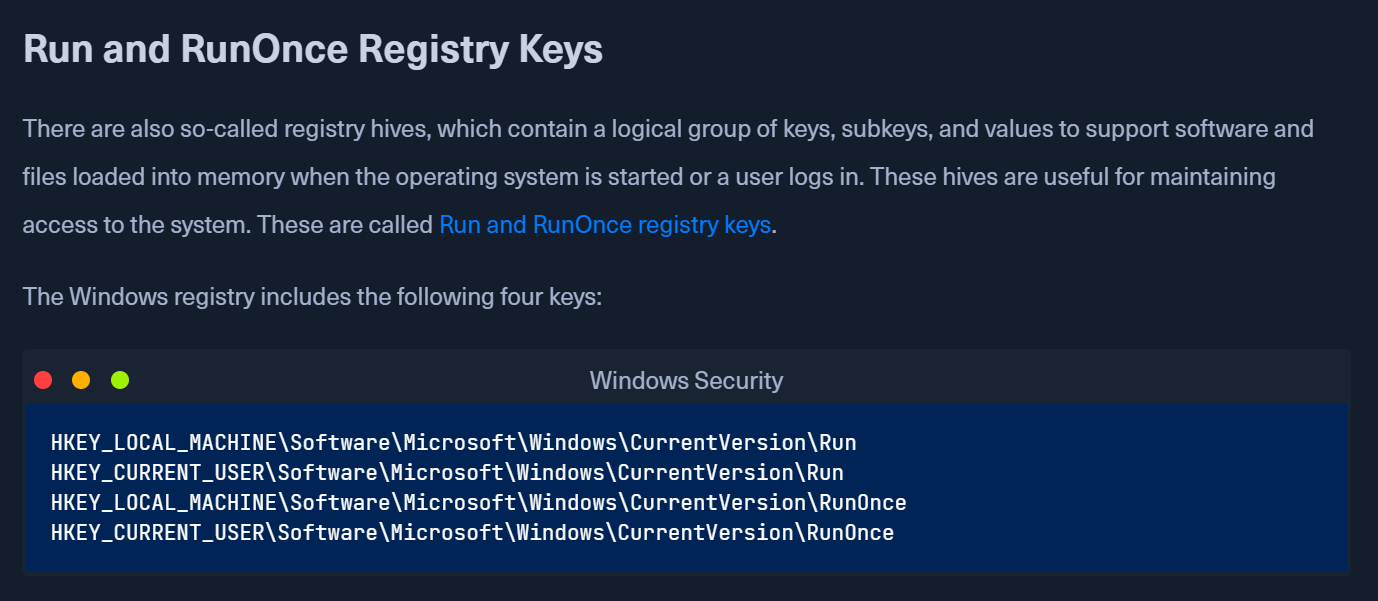 Run and RunOnce Registry Keys
There are also so-called registry hives, which contain a logical group of keys, subkeys, and values to support software and
files loaded into memory when the operating system is started or a user logs in. These hives are useful for maintaining
access to the system. These are called Run and RunOnce registry keys.
The Windows registry includes the following four keys:
Windows Security
HKEY_LOCAL_MACHINE\Software\Microsoft\Windows\CurrentVersion\Run
HKEY_CURRENT_USER\Software\Microsoft\Windows\CurrentVersion\Run
HKEY_LOCAL_MACHINE\Software\Microsoft\Windows\CurrentVersion\RunOnce
HKEY_CURRENT_USER\Software\Microsoft\Windows\CurrentVersion\RunOnce